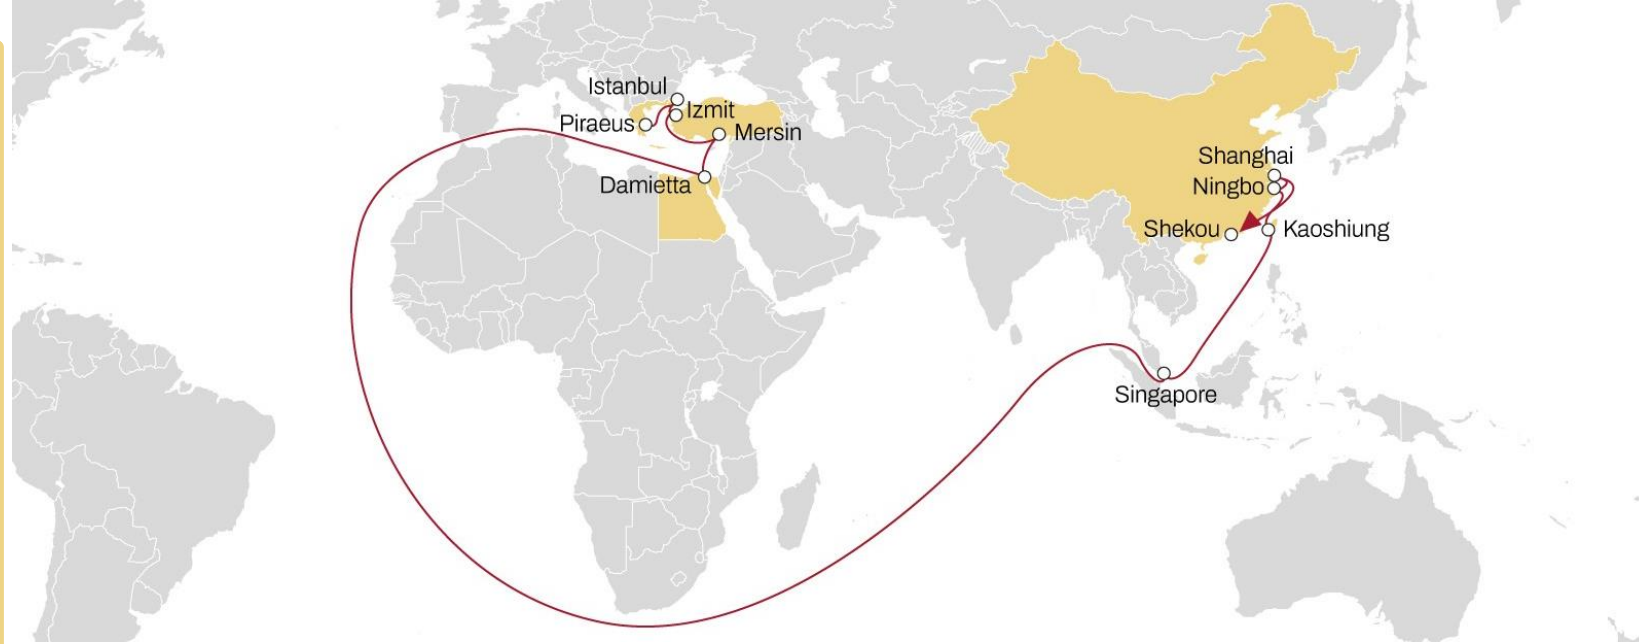 Istanbul
Izmit
Piraeus
Mersin
Damietta
Shanghai
Ningbo
Shekou
Kaoshiung
Singapore